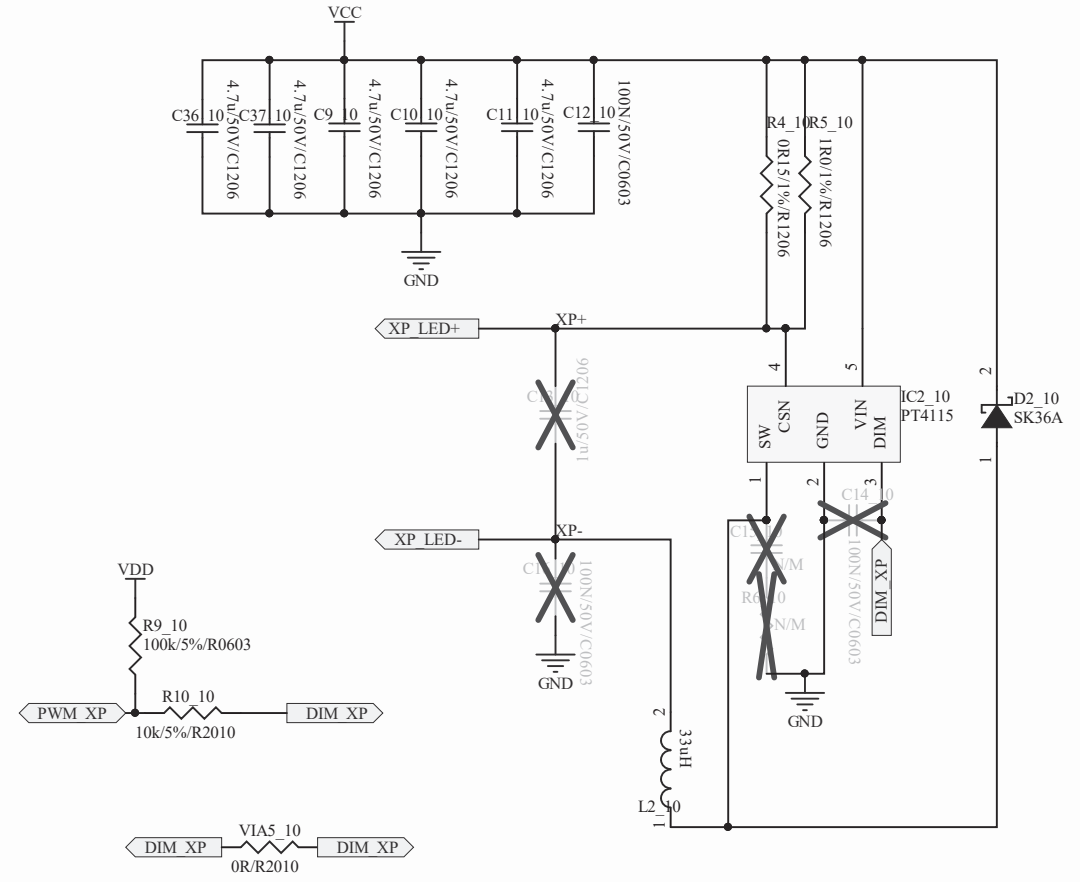 VCC
C36_10
4.7u/50V/C1206
C37_10
4.7u/50V/C1206
C9_10
4.7u/50V/C1206
C10_10
4.7u/50V/C1206
C11_10
4.7u/50V/C1206
C12_10
100N/50V/C0603
GND
R4_10
0R15/1%/R1206
R5_10
1R0/1%/R1206
XP_LED+
XP+
1u/50V/C1206
4
5
IC2_10
PT4115
SW
CSN
GND
VIN
DIM
1
2
3
2
D2_10
SK36A
1
C14_10
100N/50V/C0603
DIM_XP
N/M
N/M
GND
XP_LED-
XP-
100N/50V/C0603
GND
2
33uH
L2_10
1
VDD
R9_10
100k/5%/R0603
PWM_XP
R10_10
10k/5%/R2010
DIM_XP
DIM_XP
VIA5_10
0R/R2010
DIM_XP